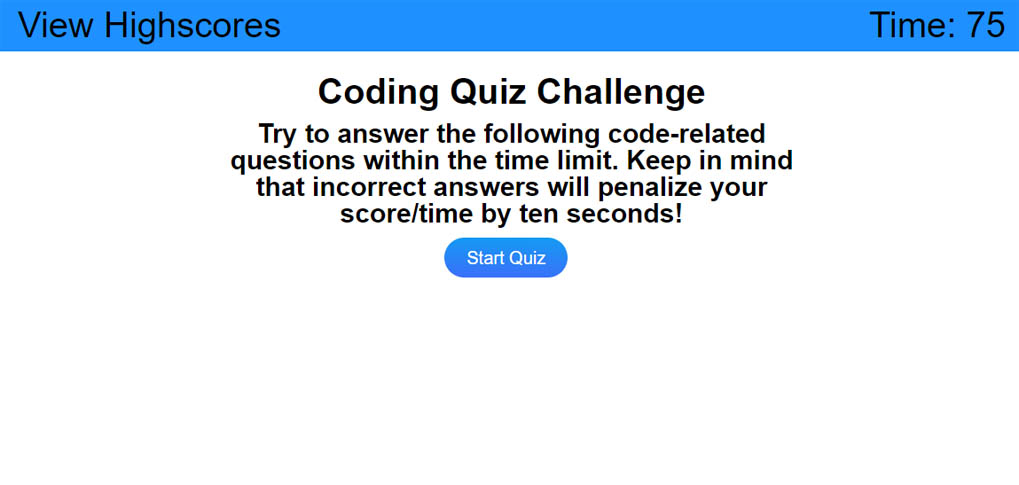 View Highscores
Time: 75
Coding Quiz Challenge
Try to answer the following code-related
questions within the time limit. Keep in mind
that incorrect answers will penalize your
score/time by ten seconds!
Start Quiz